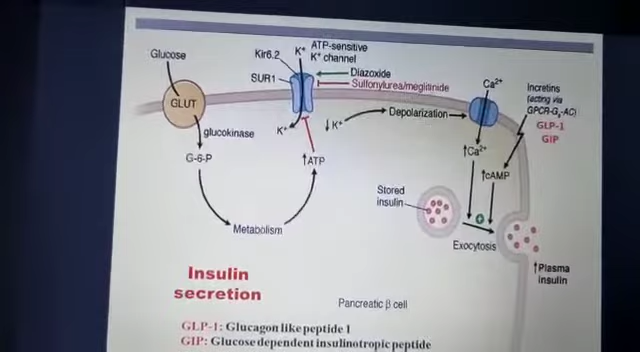 Glucose
Kir6.2
K+
ATP-sensitive
K+ channel
SUR1
Diazoxide
Sulfonylurea/meglitinide
GLUT
K+
↓K+
Depolarization
Ca2+
Incretins
(acting via
GPCR-Gs-AC)
GLP-1
GIP
glucokinase
G-6-P
↑ATP
↑Ca2+
↑cAMP
Metabolism
Stored
insulin
+
Exocytosis
↑Plasma
insulin
Insulin
secretion
Pancreatic β cell
GLP-1: Glucagon like peptide 1
GIP: Glucose dependent insulinotropic peptide